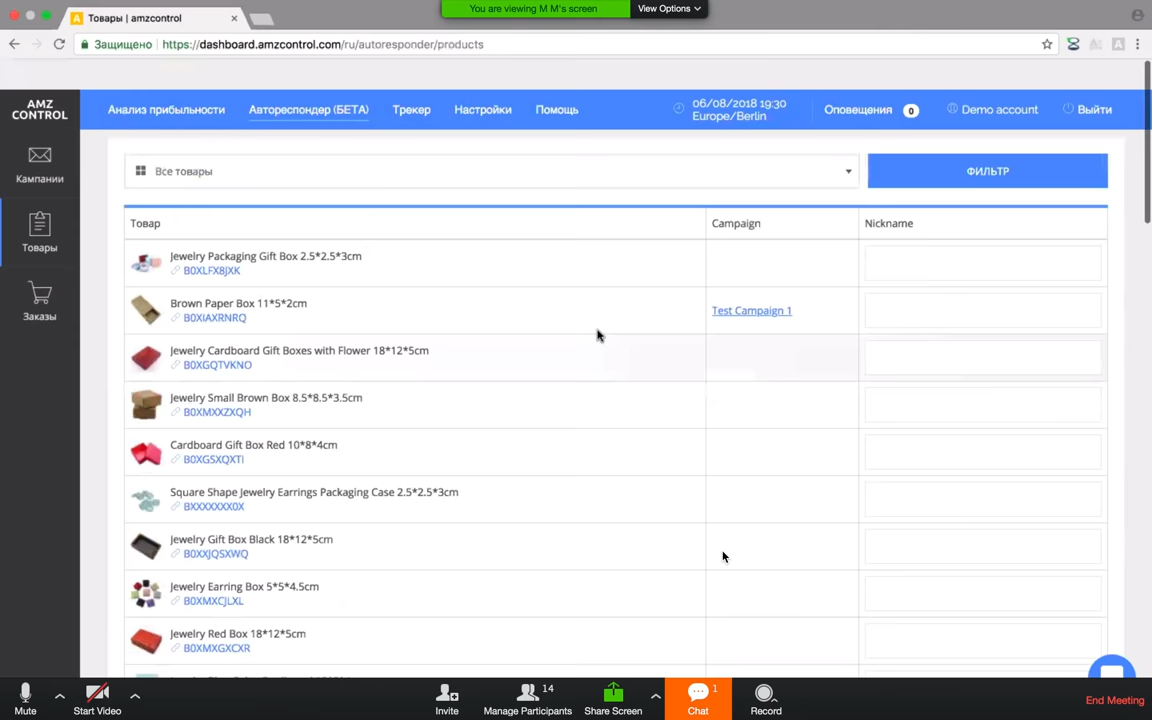 Товары | amzcontrol
You are viewing M M's screen
View Options
Защищено
https://dashboard.amzcontrol.com/ru/autoresponder/products
AMZ
CONTROL
Анализ прибыльности
Автореспондер (БЕТА)
Трекер
Настройки
Помощь
06/08/2018 19:30
Europe/Berlin
Оповещения
0
Demo account
Выйти
Кампании
Товары
Заказы
Все товары
ФИЛЬТР
Товар
Campaign
Nickname
Jewelry Packaging Gift Box 2.5*2.5*3cm
B0XLFX8JXK
Brown Paper Box 11*5*2cm
B0XIAXRNRQ
Test Campaign 1
Jewelry Cardboard Gift Boxes with Flower 18*12*5cm
B0XGQTVKNO
Jewelry Small Brown Box 8.5*8.5*3.5cm
B0XMXXZXQH
Cardboard Gift Box Red 10*8*4cm
B0XGSXQXTI
Square Shape Jewelry Earrings Packaging Case 2.5*2.5*3cm
BXXXXXXX0X
Jewelry Gift Box Black 18*12*5cm
B0XXJQSXWQ
Jewelry Earring Box 5*5*4.5cm
B0XMXCJLXL
Jewelry Red Box 18*12*5cm
B0XMXGXCXR
Mute
Start Video
Invite
Manage Participants
14
Share Screen
Chat
1
Record
End Meeting